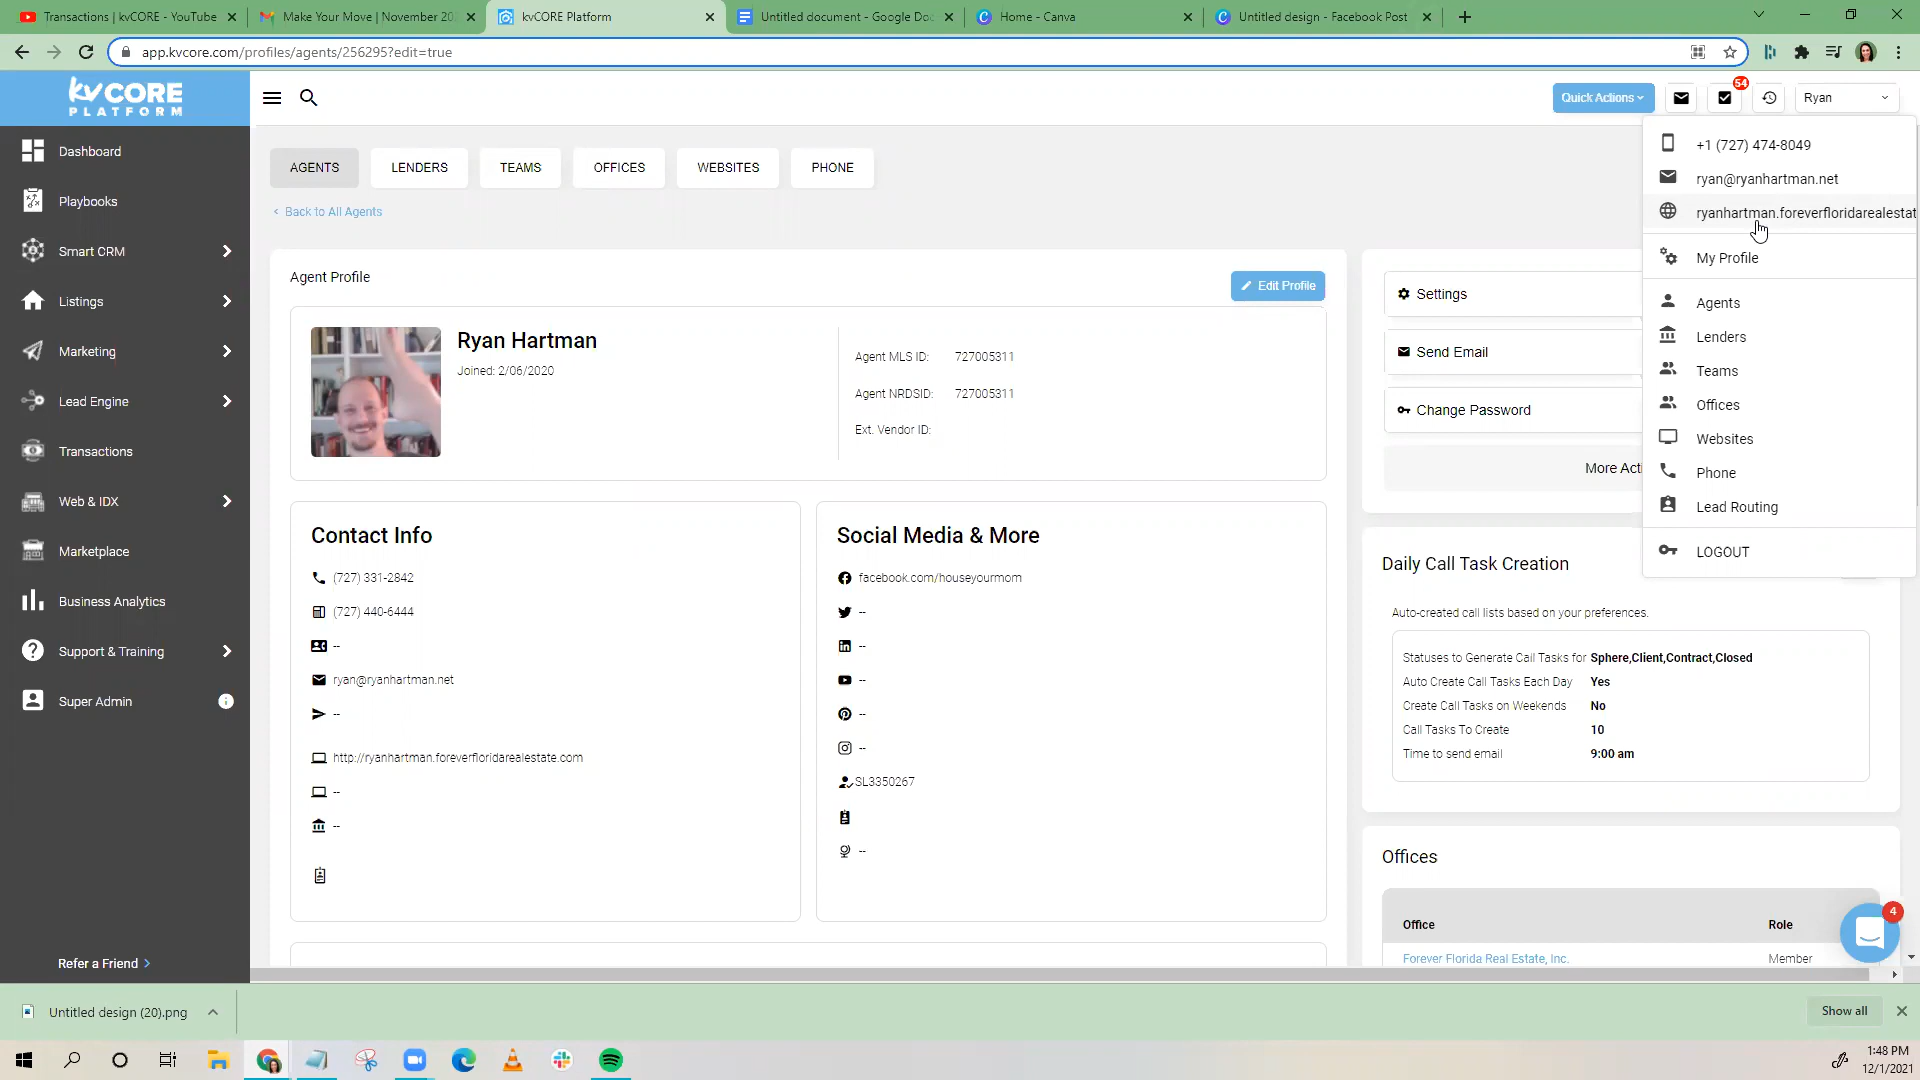 Transactions | kvCORE - YouTube
Make Your Move | November 20
kvCORE Platform
Untitled document - Google Doc
Home - Canva
Untitled design - Facebook Post
app.kvcore.com/profiles/agents/256295?edit=true
kvCORE
PLATFORM
Quick Actions
54
Ryan
Dashboard
Playbooks
Smart CRM
Listings
Marketing
Lead Engine
Transactions
Web & IDX
Marketplace
Business Analytics
Support & Training
Super Admin
Refer a Friend
AGENTS
LENDERS
TEAMS
OFFICES
WEBSITES
PHONE
Back to All Agents
Agent Profile
Edit Profile
Ryan Hartman
Joined: 2/06/2020
Agent MLS ID: 727005311
Agent NRDSID: 727005311
Ext. Vendor ID:
Contact Info
(727) 331-2842
(727) 440-6444
--
ryan@ryanhartman.net
--
http://ryanhartman.foreverfloridarealestate.com
--
--
Social Media & More
facebook.com/houseyourmom
--
--
--
--
--
SL3350267
--
Settings
Send Email
Change Password
More Acti
+1 (727) 474-8049
ryan@ryanhartman.net
ryanhartman.foreverfloridarealestat
My Profile
Agents
Lenders
Teams
Offices
Websites
Phone
Lead Routing
LOGOUT
Daily Call Task Creation
Auto-created call lists based on your preferences.
Statuses to Generate Call Tasks for Sphere,Client,Contract,Closed
Auto Create Call Tasks Each Day Yes
Create Call Tasks on Weekends No
Call Tasks To Create 10
Time to send email 9:00 am
Offices
Office Role
Forever Florida Real Estate, Inc. Member
4
Untitled design (20).png
Show all
1:48 PM
12/1/2021